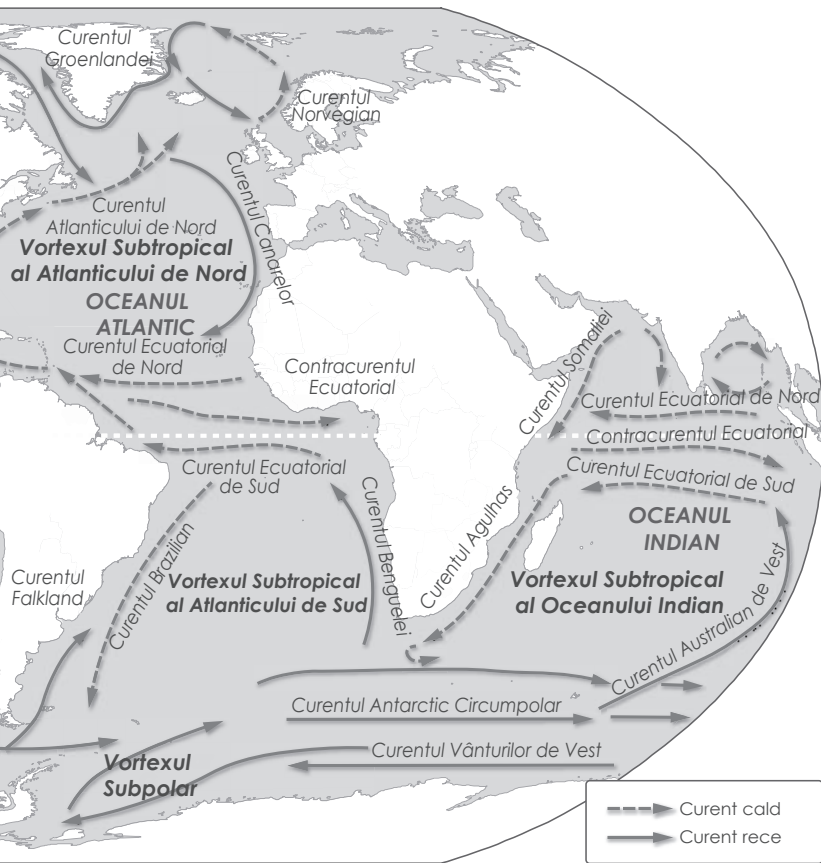 Curentul
Groenlandei
Curentul
Norvegian
Curentul Canarelor
Curentul
Atlanticului de Nord
Vortexul Subtropical
al Atlanticului de Nord
OCEANUL
ATLANTIC
Curentul Ecuatorial
de Nord
Contracurentul
Ecuatorial
Curentul Somaliei
Curentul Ecuatorial de Nord
Contracurentul Ecuatorial
Curentul Ecuatorial
de Sud
Curentul Ecuatorial de Sud
Curentul Benguelei
Curentul Agulhas
OCEANUL
INDIAN
Curentul Brazilian
Curentul
Falkland
Vortexul Subtropical
al Atlanticului de Sud
Vortexul Subtropical
al Oceanului Indian
Curentul Australian de Vest
Curentul Antarctic Circumpolar
Curentul Vânturilor de Vest
Vortexul
Subpolar
Curent cald
Curent rece